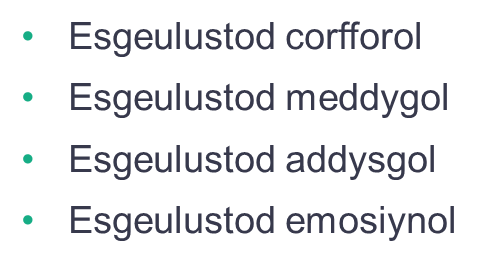 • Esgeulustod corfforol
• Esgeulustod meddygol
• Esgeulustod addysgol
• Esgeulustod emosiynol